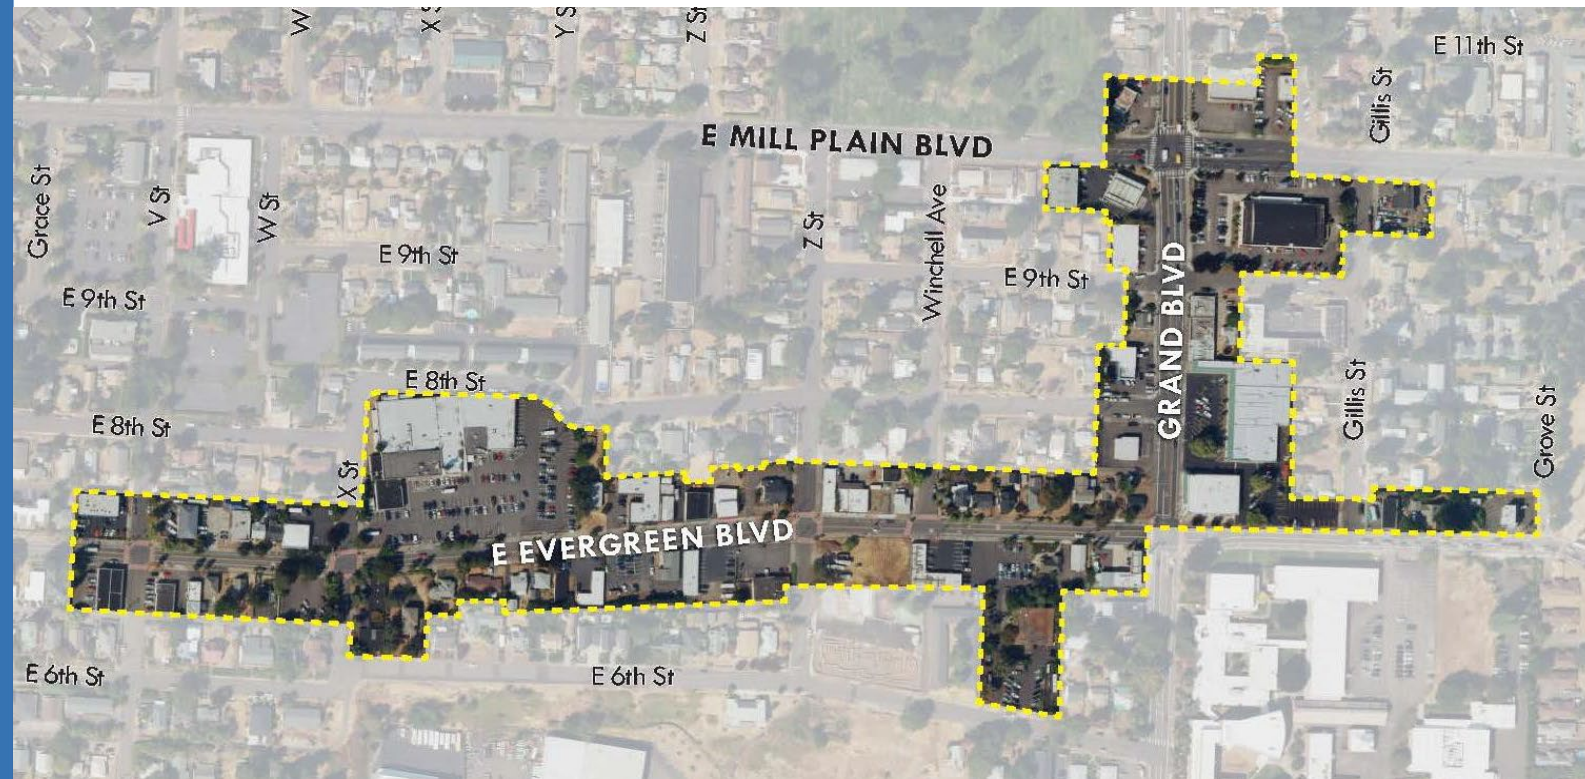 W
X S
Y S
Z St
E 11th St
Gillis St
E MILL PLAIN BLVD
Grace St
V St
W St
E 9th St
Z St
Winchell Ave
E 9th St
E 9th St
GRAND BLVD
E 8th St
E 8th St
Gillis St
Grove St
X St
E EVERGREEN BLVD
E 6th St
E 6th St